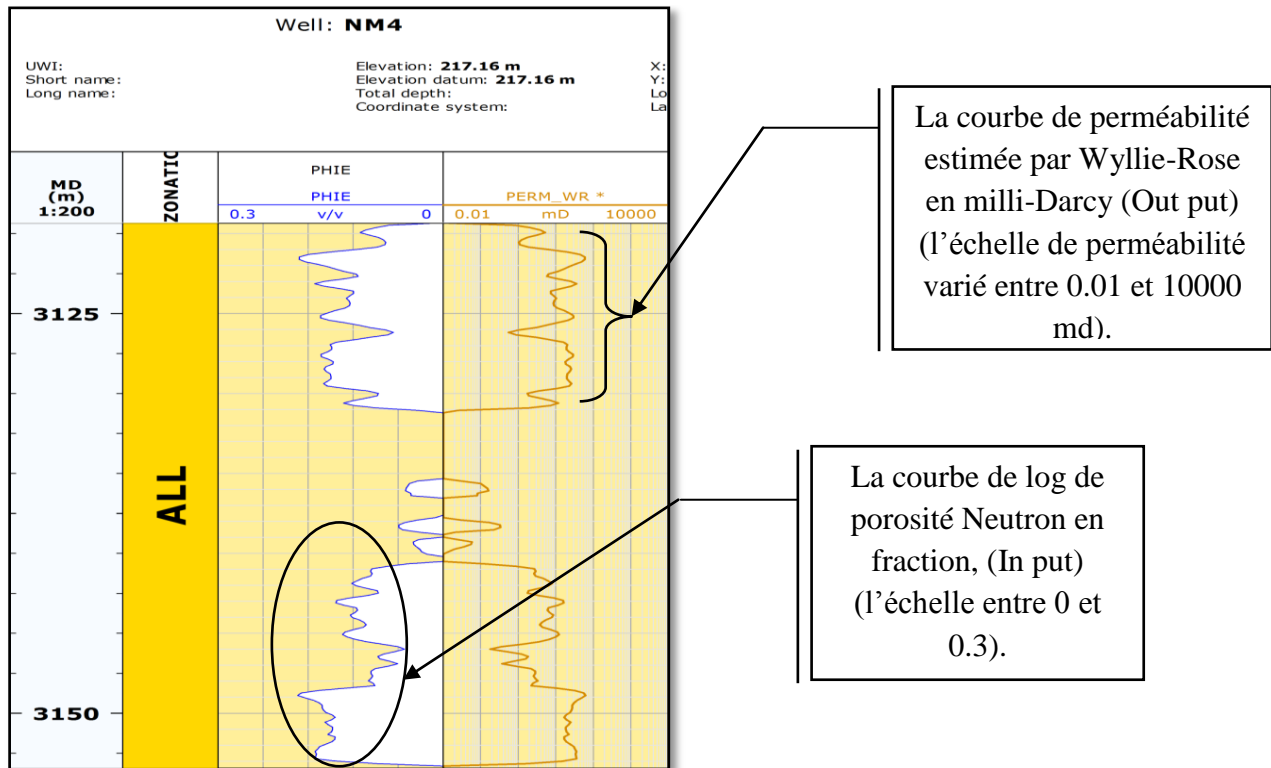 Well: NM4
UWI:
Short name:
Long name:
Elevation: 217.16 m
Elevation datum: 217.16 m
Total depth:
Coordinate system:
X:
Y:
Lo
La
MD
(m)
1:200
ZONATIO
PHIE
PHIE
0.3 v/v 0
PERM_WR *
0.01 mD 10000
3125
ALL
3150
La courbe de perméabilité
estimée par Wyllie-Rose
en milli-Darcy (Out put)
(l’échelle de perméabilité
varié entre 0.01 et 10000
md).
La courbe de log de
porosité Neutron en
fraction, (In put)
(l’échelle entre 0 et
0.3).